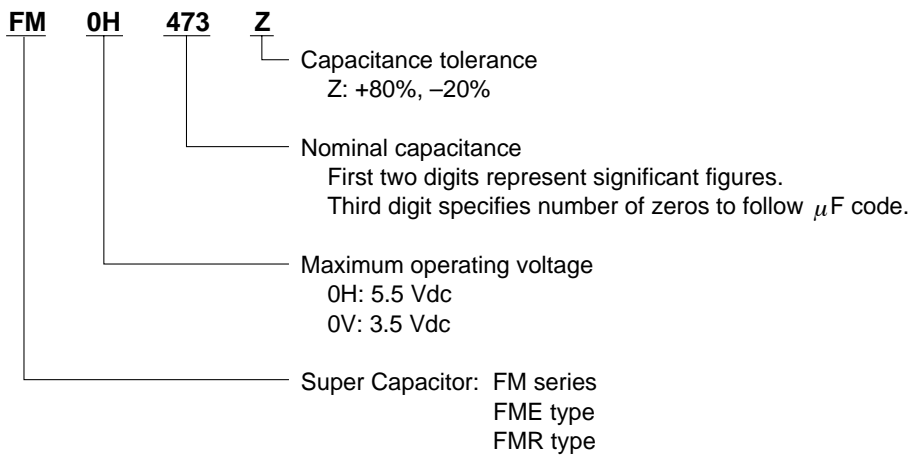 FM 0H 473 Z
Capacitance tolerance
Z: +80%, –20%
Nominal capacitance
First two digits represent significant figures.
Third digit specifies number of zeros to follow μF code.
Maximum operating voltage
0H: 5.5 Vdc
0V: 3.5 Vdc
Super Capacitor: FM series
FME type
FMR type